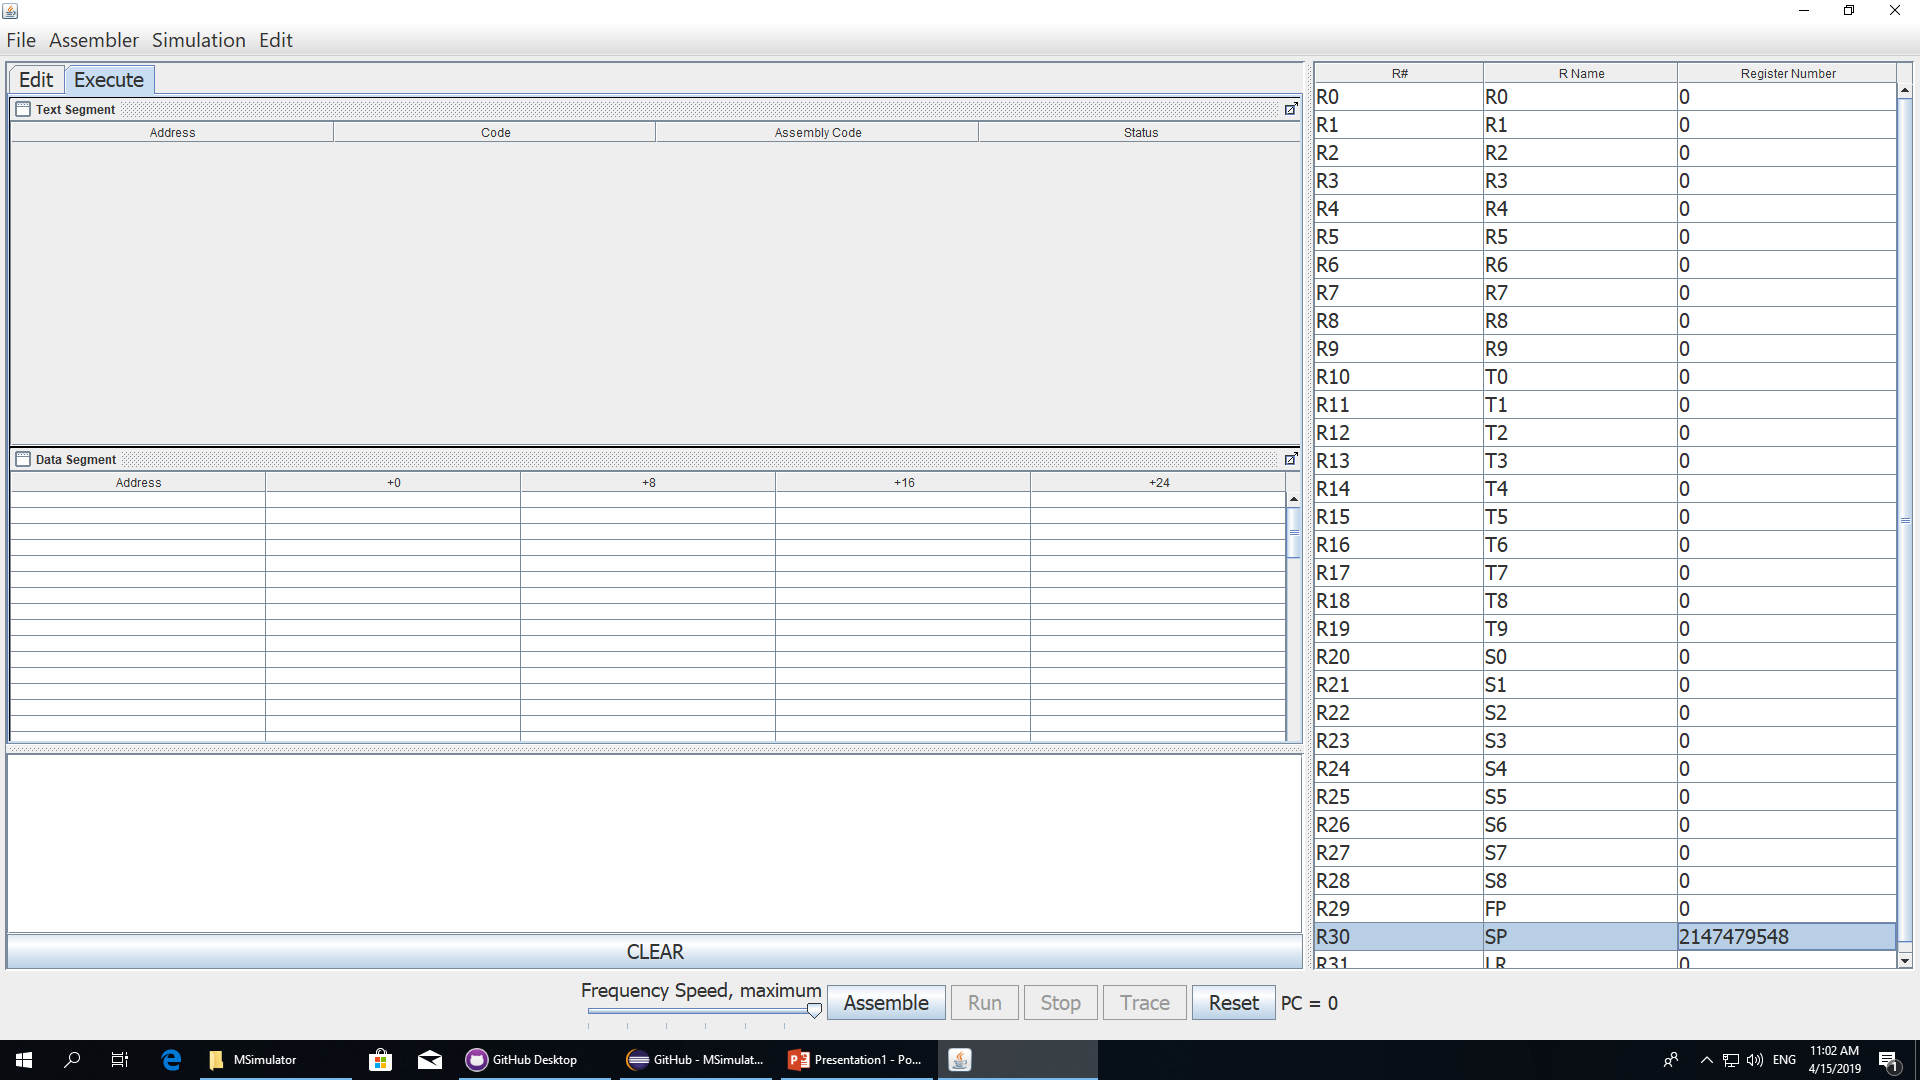 File Assembler Simulation Edit
Edit Execute
Text Segment
Address Code Assembly Code Status
Data Segment
Address +0 +8 +16 +24
CLEAR
R# R Name Register Number
R0 R0 0
R1 R1 0
R2 R2 0
R3 R3 0
R4 R4 0
R5 R5 0
R6 R6 0
R7 R7 0
R8 R8 0
R9 R9 0
R10 T0 0
R11 T1 0
R12 T2 0
R13 T3 0
R14 T4 0
R15 T5 0
R16 T6 0
R17 T7 0
R18 T8 0
R19 T9 0
R20 S0 0
R21 S1 0
R22 S2 0
R23 S3 0
R24 S4 0
R25 S5 0
R26 S6 0
R27 S7 0
R28 S8 0
R29 FP 0
R30 SP 2147479548
R31 LR 0
Frequency Speed, maximum Assemble Run Stop Trace Reset PC = 0
MSimulator GitHub Desktop GitHub - MSimulat... Presentation1 - Po... ENG 11:02 AM
4/15/2019 1